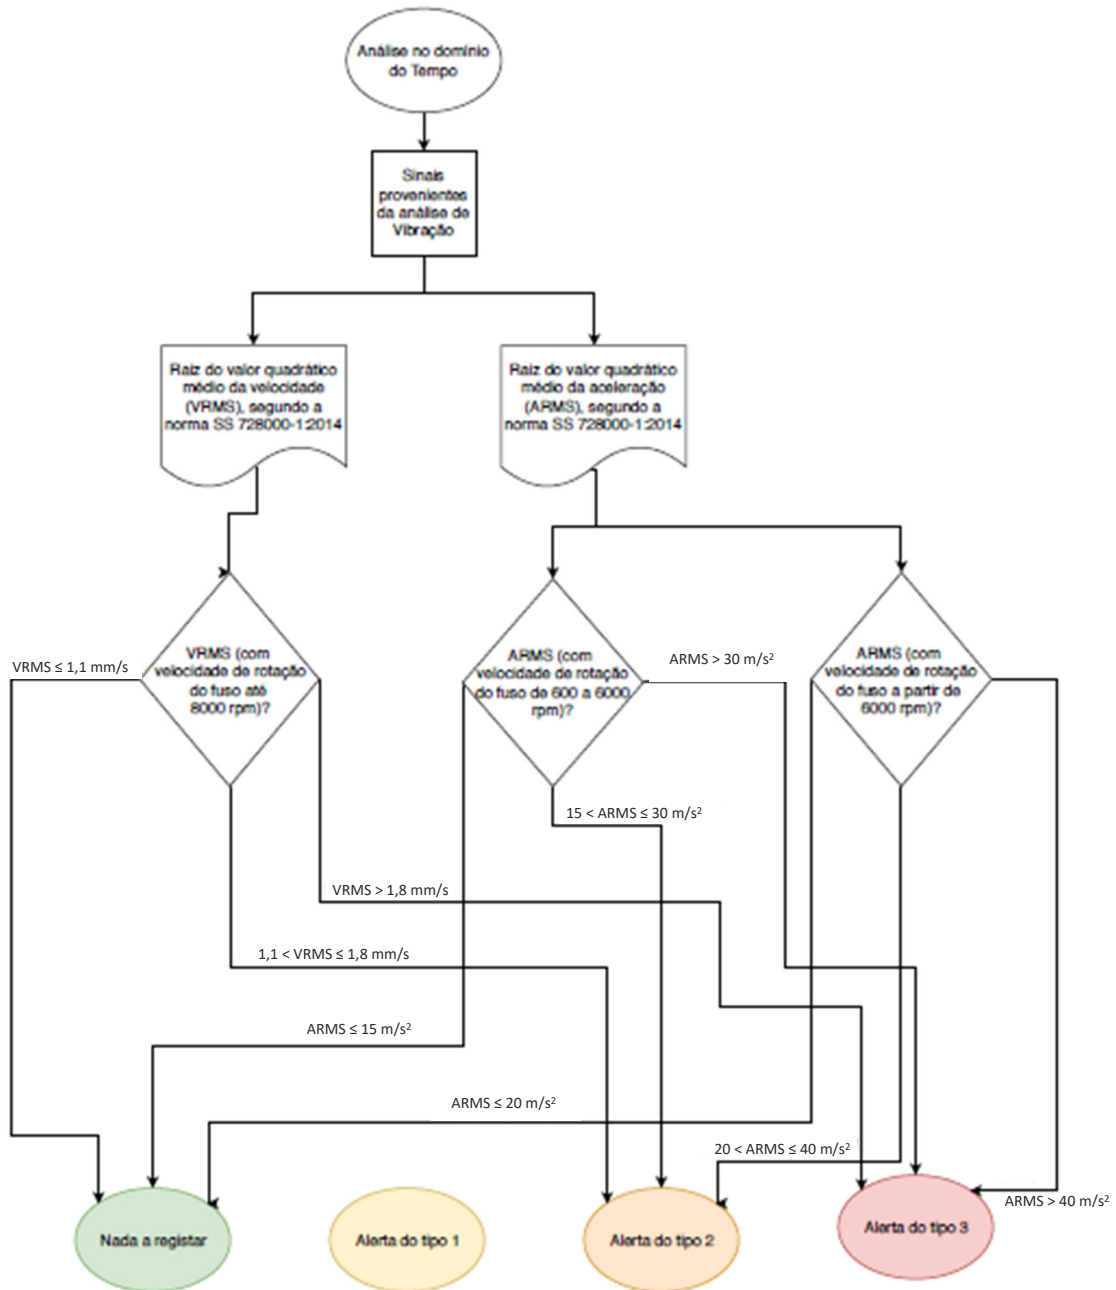 Análise no domínio
do Tempo
Sinais
provenientes
da análise de
Vibração
Raiz do valor quadrático
médio da velocidade
(VRMS), segundo a
norma SS 728000-1:2014
Raiz do valor quadrático
médio da aceleração
(ARMS), segundo a
norma SS 728000-1:2014
VRMS (com
velocidade de rotação
do fuso até
8000 rpm)?
ARMS (com
velocidade de rotação
do fuso de 600 a 6000
rpm)?
ARMS (com
velocidade de rotação
do fuso a partir de
6000 rpm)?
VRMS ≤ 1,1 mm/s
ARMS > 30 m/s²
15 < ARMS ≤ 30 m/s²
VRMS > 1,8 mm/s
1,1 < VRMS ≤ 1,8 mm/s
ARMS ≤ 15 m/s²
ARMS ≤ 20 m/s²
20 < ARMS ≤ 40 m/s²
ARMS > 40 m/s²
Nada a registar
Alerta do tipo 1
Alerta do tipo 2
Alerta do tipo 3